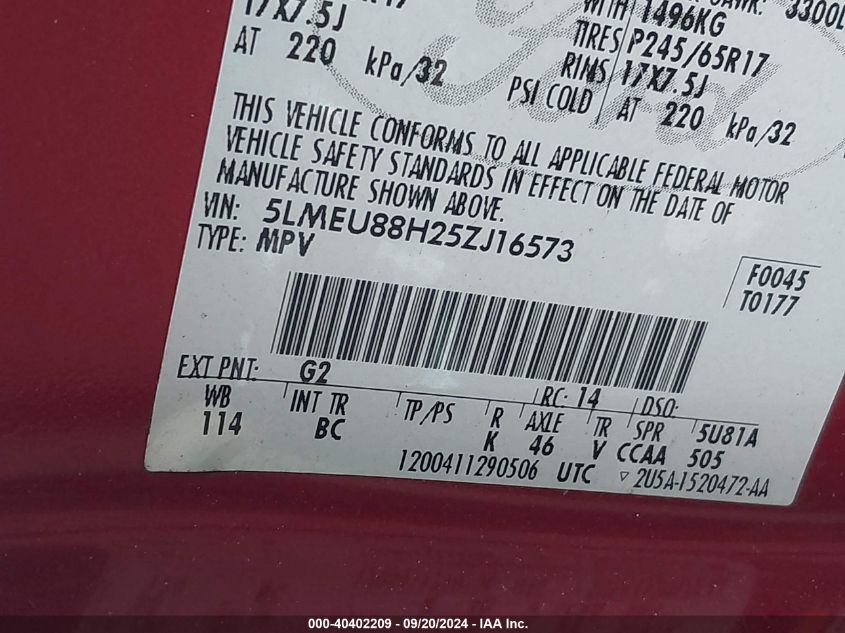 17X7.5J
AT 220 kPa/32
WITH 1496KG
TIRES P245/65R17
RIMS 17X7.5J
PSI COLD AT 220 kPa/32
THIS VEHICLE CONFORMS TO ALL APPLICABLE FEDERAL MOTOR
VEHICLE SAFETY STANDARDS IN EFFECT ON THE DATE OF
MANUFACTURE SHOWN ABOVE.
VIN: 5LMEU88H25ZJ16573
TYPE: MPV
F0045
T0177
EXT PNT: G2 RC: 14 DSO:
WB INT TR TP/PS R AXLE TR SPR 5U81A
114 BC K 46 V CCAA 505
1200411290506 UTC ▽ 2U5A-1520472-AA
000-40402209 - 09/20/2024 - IAA Inc.